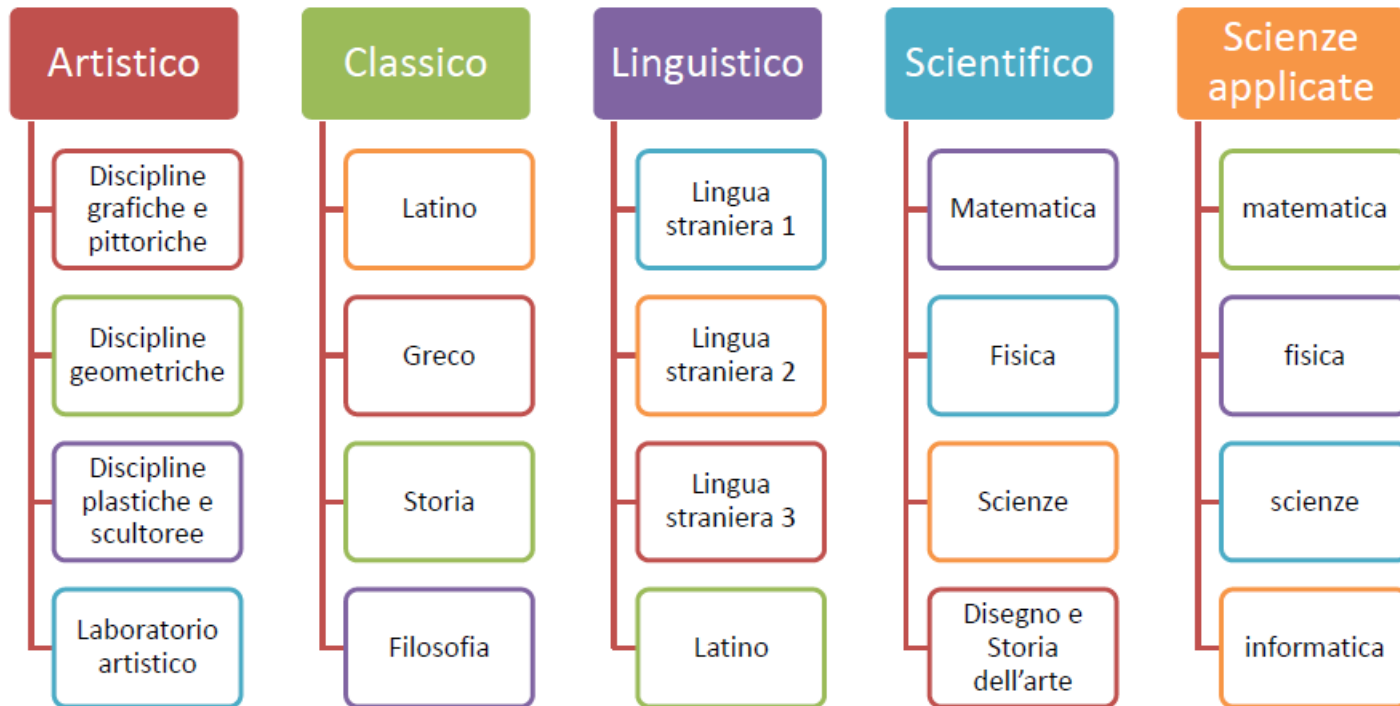 Artistico
Discipline
grafiche e
pittoriche
Discipline
geometriche
Discipline
plastiche e
scultoree
Laboratorio
artistico
Classico
Latino
Greco
Storia
Filosofia
Linguistico
Lingua
straniera 1
Lingua
straniera 2
Lingua
straniera 3
Latino
Scientifico
Matematica
Fisica
Scienze
Disegno e
Storia
dell'arte
Scienze
applicate
matematica
fisica
scienze
informatica